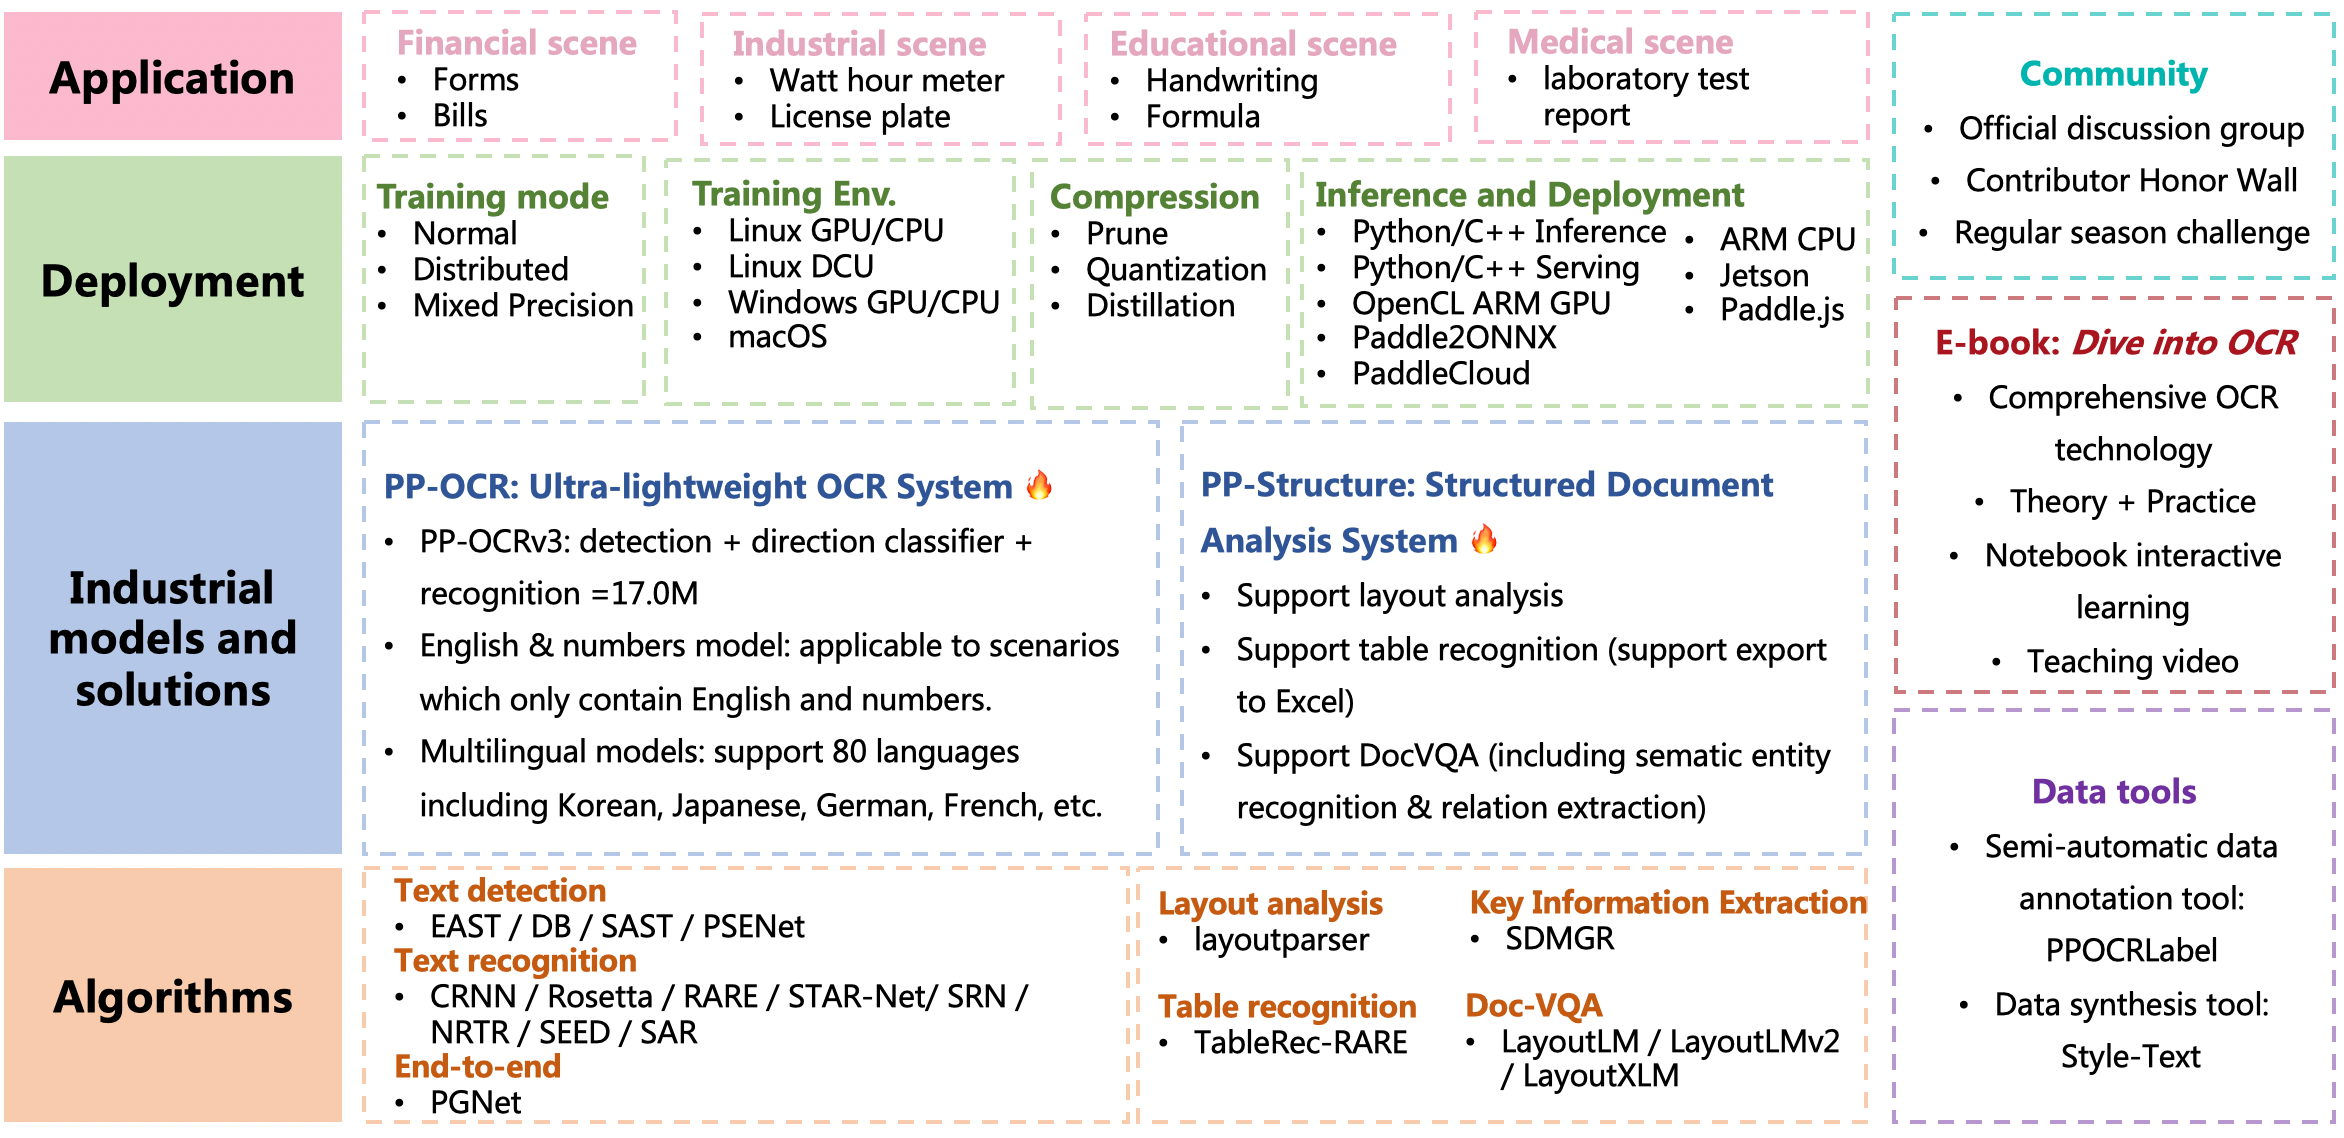 Application
Financial scene
• Forms
• Bills
Industrial scene
• Watt hour meter
• License plate
Educational scene
• Handwriting
• Formula
Medical scene
• laboratory test
report
Deployment
Training mode
• Normal
• Distributed
• Mixed Precision
Training Env.
• Linux GPU/CPU
• Linux DCU
• Windows GPU/CPU
• macOS
Compression
• Prune
• Quantization
• Distillation
Inference and Deployment
• Python/C++ Inference
• Python/C++ Serving
• OpenCL ARM GPU
• Paddle2ONNX
• PaddleCloud
• ARM CPU
• Jetson
• Paddle.js
Industrial
models and
solutions
PP-OCR: Ultra-lightweight OCR System 🔥
• PP-OCRv3: detection + direction classifier +
recognition =17.0M
• English & numbers model: applicable to scenarios
which only contain English and numbers.
• Multilingual models: support 80 languages
including Korean, Japanese, German, French, etc.
PP-Structure: Structured Document
Analysis System 🔥
• Support layout analysis
• Support table recognition (support export
to Excel)
• Support DocVQA (including sematic entity
recognition & relation extraction)
Algorithms
Text detection
• EAST / DB / SAST / PSENet
Text recognition
• CRNN / Rosetta / RARE / STAR-Net/ SRN /
NRTR / SEED / SAR
End-to-end
• PGNet
Layout analysis
• layoutparser
Key Information Extraction
• SDMGR
Table recognition
• TableRec-RARE
Doc-VQA
• LayoutLM / LayoutLMv2
/ LayoutXLM
Community
• Official discussion group
• Contributor Honor Wall
• Regular season challenge
E-book: Dive into OCR
• Comprehensive OCR
technology
• Theory + Practice
• Notebook interactive
learning
• Teaching video
Data tools
• Semi-automatic data
annotation tool:
PPOCRLabel
• Data synthesis tool:
Style-Text